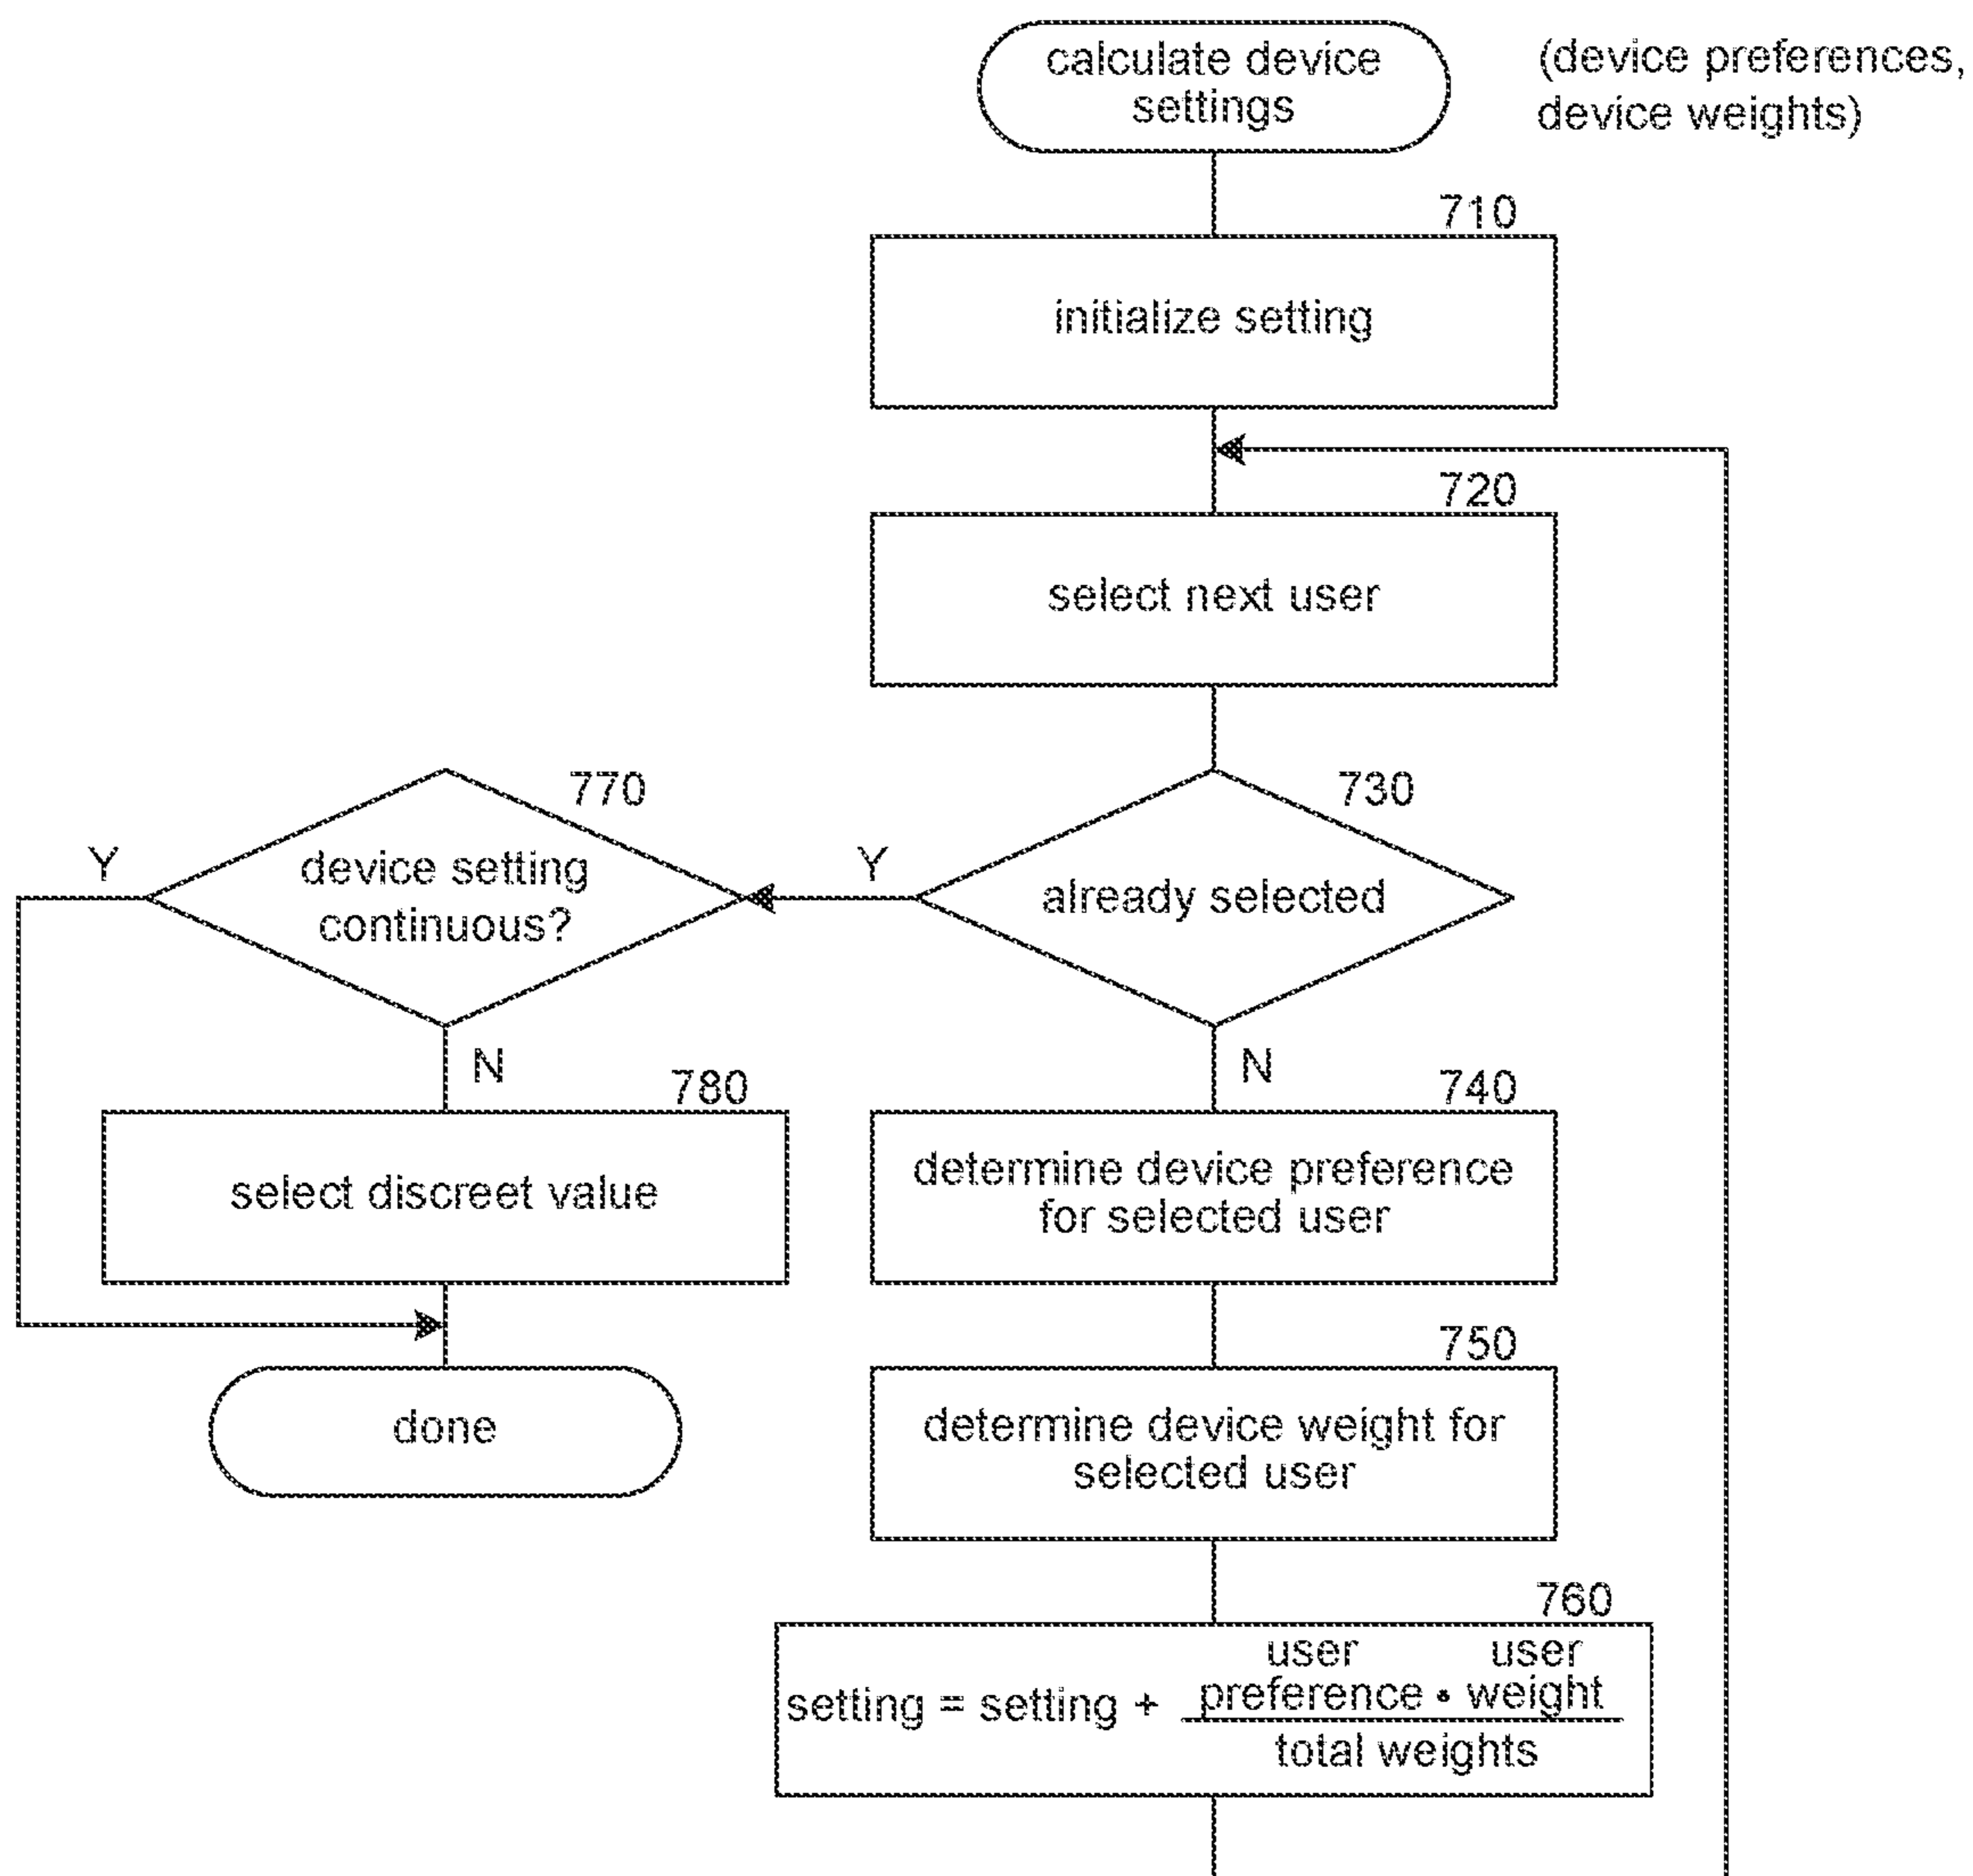 calculate device
settings
(device preferences,
device weights)
710
initialize setting
720
select next user
730
already selected
Y
N
770
device setting
continuous?
Y
N
780
select discreet value
done
740
determine device preference
for selected user
750
determine device weight for
selected user
760
user user
setting = setting + preference • weight
total weights